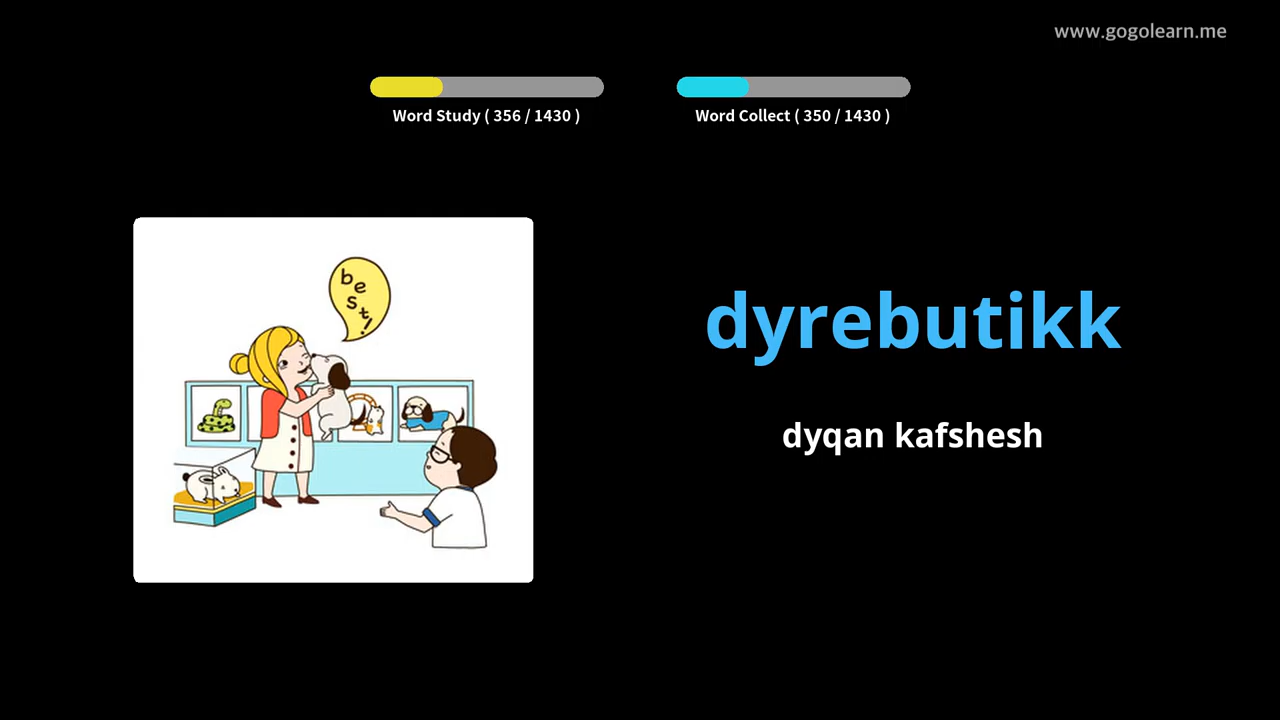 www.gogolearn.me
Word Study ( 356 / 1430 )
Word Collect ( 350 / 1430 )
best!
dyrebutikk
dyqan kafshesh